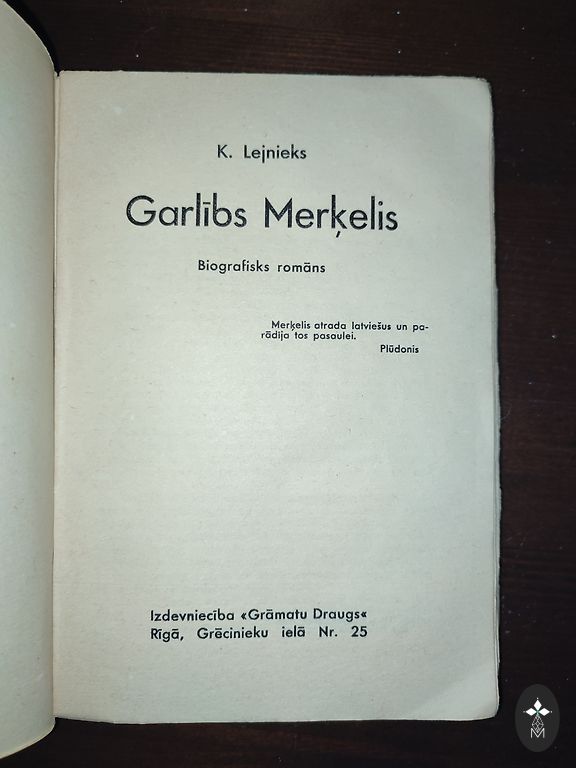 K. Lejnieks
Garlībs Merķelis
Biografisks romāns
Merķelis atrada latviešus un pa-
rādija tos pasaulei.
Plūdonis
Izdevniecība «Grāmatu Draugs«
Rīgā, Grēcinieku ielā Nr. 25
M